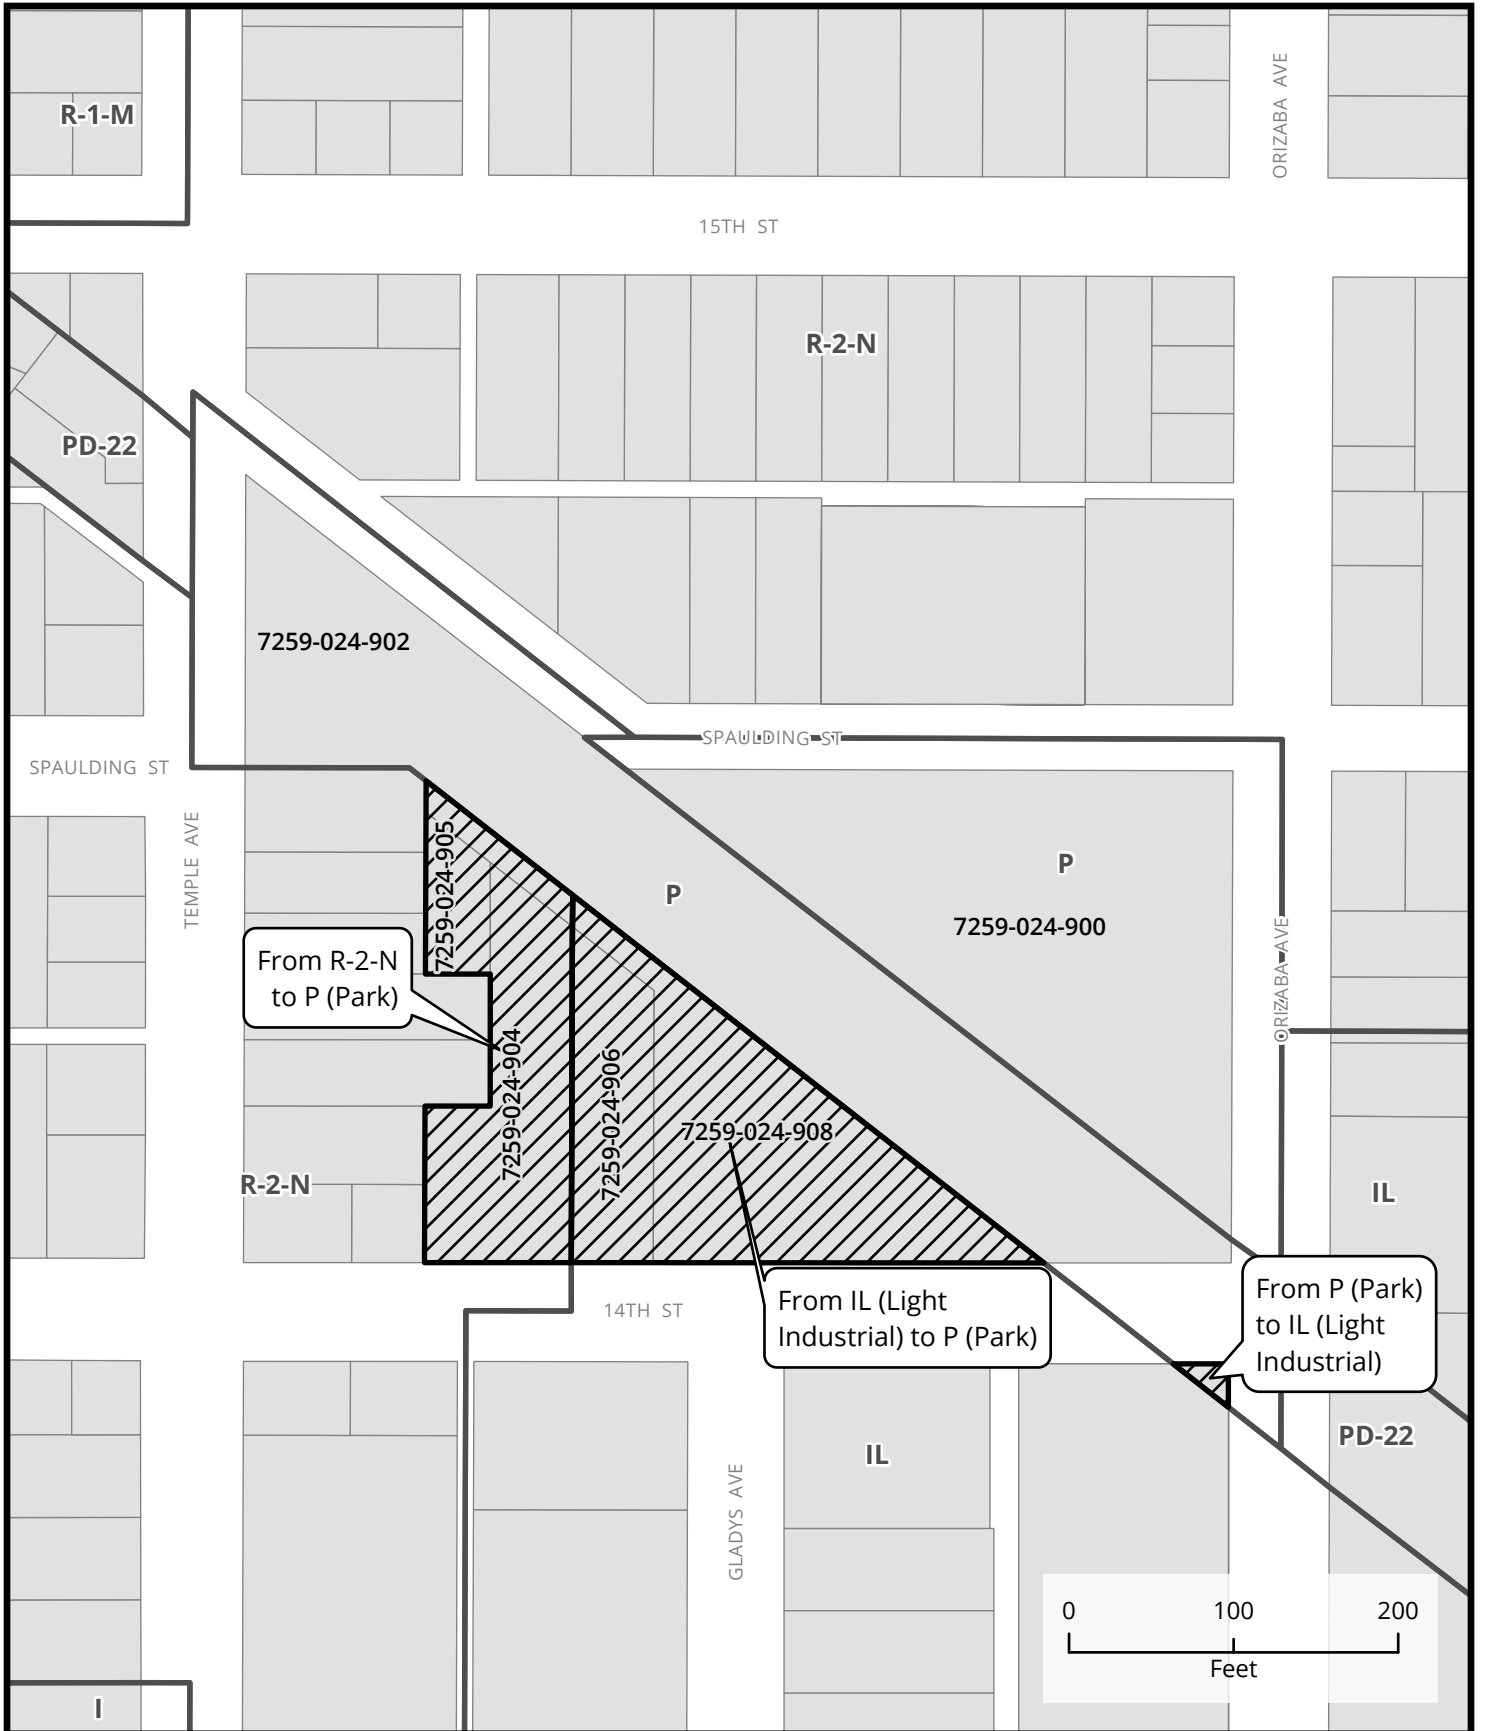 R-1-M
ORIZABA AVE
15TH ST
R-2-N
PD-22
7259-024-902
SPAULDING ST
SPAULDING ST
TEMPLE AVE
7259-024-905
P
P
7259-024-900
From R-2-N
to P (Park)
ORIZABA AVE
7259-024-904
7259-024-906
7259-024-908
R-2-N
IL
From IL (Light
Industrial) to P (Park)
14TH ST
From P (Park)
to IL (Light
Industrial)
IL
PD-22
GLADYS AVE
0 100 200
Feet
I